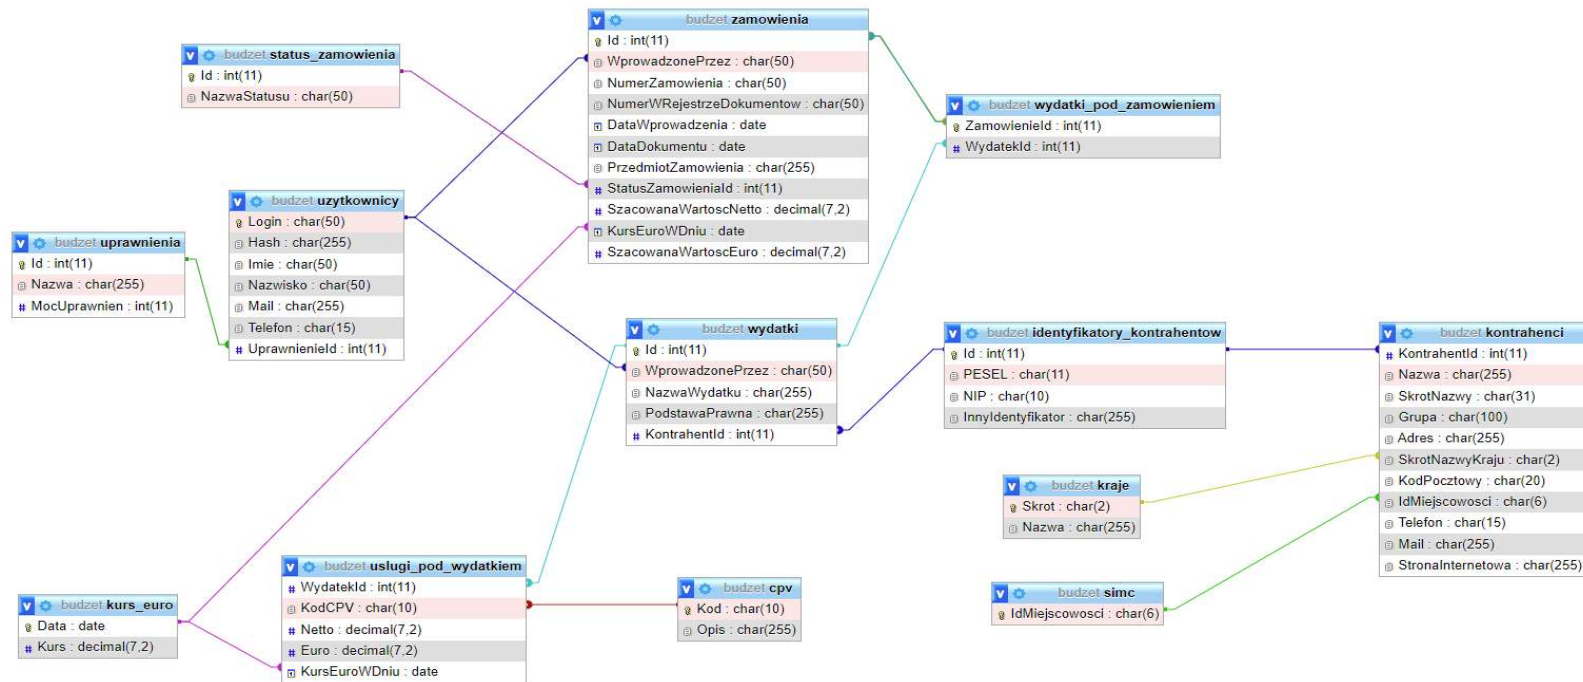 budzet status_zamowienia
Id : int(11)
NazwaStatusu : char(50)
budzet zamowienia
Id : int(11)
WprowadzonePrzez : char(50)
NumerZamowienia : char(50)
NumerWRejestrzeDokumentow : char(50)
DataWprowadzenia : date
DataDokumentu : date
PrzedmiotZamowienia : char(255)
StatusZamowieniaId : int(11)
SzacowanaWartoscNetto : decimal(7,2)
KursEuroWDniu : date
SzacowanaWartoscEuro : decimal(7,2)
budzet wydatki_pod_zamowieniem
ZamowienieId : int(11)
WydatekId : int(11)
budzet uprawnienia
Id : int(11)
Nazwa : char(255)
MocUprawnien : int(11)
budzet uzytkownicy
Login : char(50)
Hash : char(255)
Imie : char(50)
Nazwisko : char(50)
Mail : char(255)
Telefon : char(15)
UprawnienieId : int(11)
budzet wydatki
Id : int(11)
WprowadzonePrzez : char(50)
NazwaWydatku : char(255)
PodstawaPrawna : char(255)
KontrahentId : int(11)
budzet identyfikatory_kontrahentow
Id : int(11)
PESEL : char(11)
NIP : char(10)
InnyIdentyfikator : char(255)
budzet kontrahenci
KontrahentId : int(11)
Nazwa : char(255)
SkrotNazwy : char(31)
Grupa : char(100)
Adres : char(255)
SkrotNazwyKraju : char(2)
KodPocztowy : char(20)
IdMiejscowosci : char(6)
Telefon : char(15)
Mail : char(255)
StronaInternetowa : char(255)
budzet kraje
Skrot : char(2)
Nazwa : char(255)
budzet kurs_euro
Data : date
Kurs : decimal(7,2)
budzet uslugi_pod_wydatkiem
WydatekId : int(11)
KodCPV : char(10)
Netto : decimal(7,2)
Euro : decimal(7,2)
KursEuroWDniu : date
budzet cpv
Kod : char(10)
Opis : char(255)
budzet simc
IdMiejscowosci : char(6)